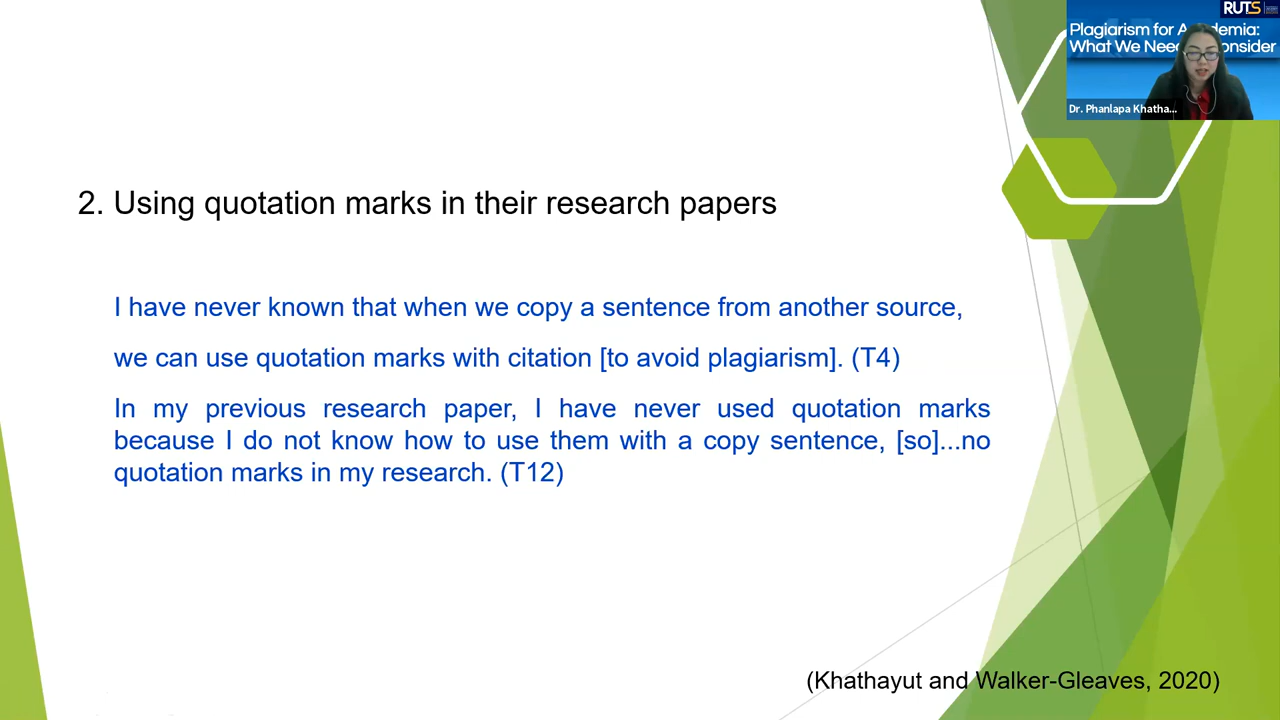 RUTS
Plagiarism for
What We Need
Consider
Dr. Phanlapa Khatha...
2. Using quotation marks in their research papers
I have never known that when we copy a sentence from another source,
we can use quotation marks with citation [to avoid plagiarism]. (T4)
In my previous research paper, I have never used quotation marks
because I do not know how to use them with a copy sentence, [so]...no
quotation marks in my research. (T12)
(Khathayut and Walker-Gleaves, 2020)